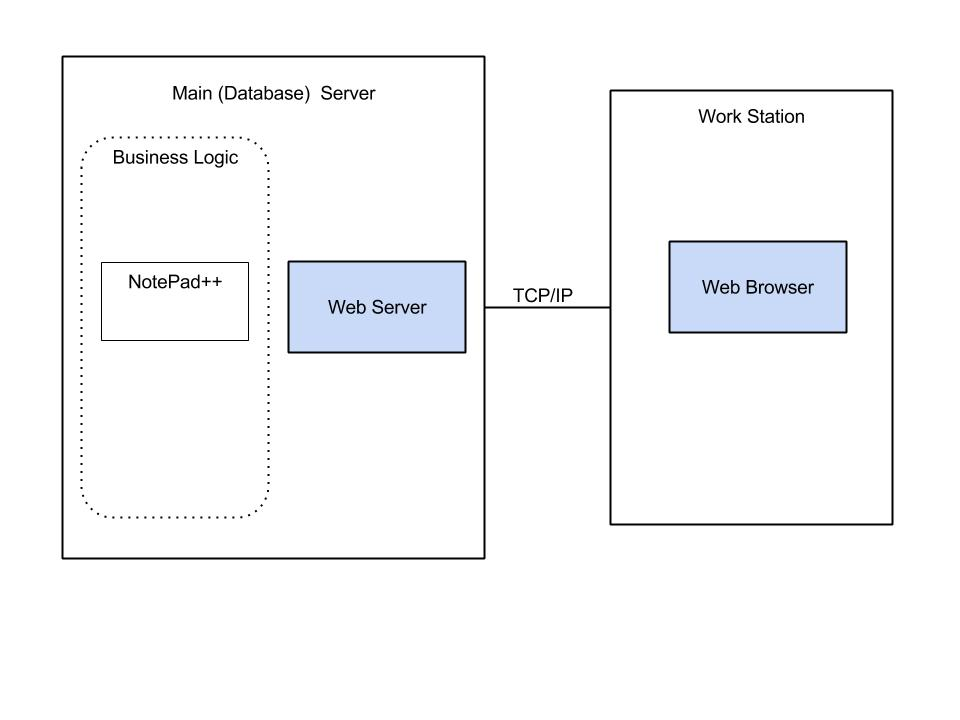 Main (Database)  Server
Work Station
Business Logic
NotePad++
Web Server
TCP/IP
Web Browser